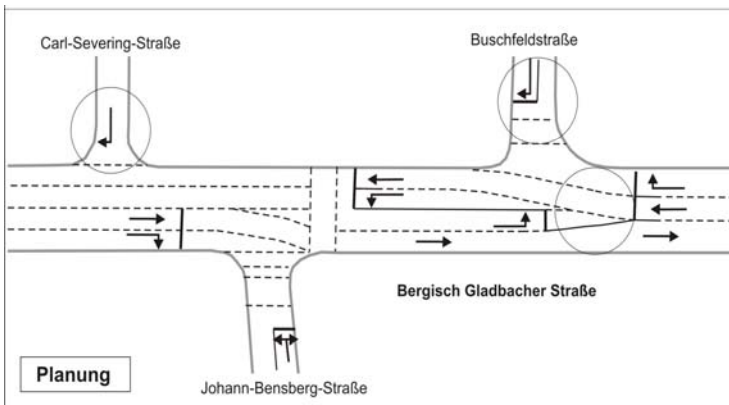 Carl-Severing-Straße
Buschfeldstraße
Bergisch Gladbacher Straße
Planung
Johann-Bensberg-Straße